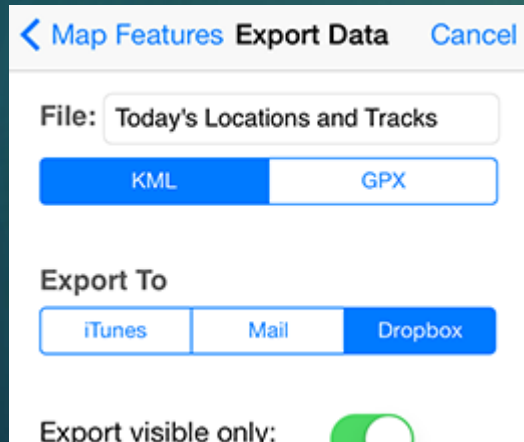 Map Features Export Data Cancel
File: Today's Locations and Tracks
KML GPX
Export To
iTunes Mail Dropbox
Export visible only: